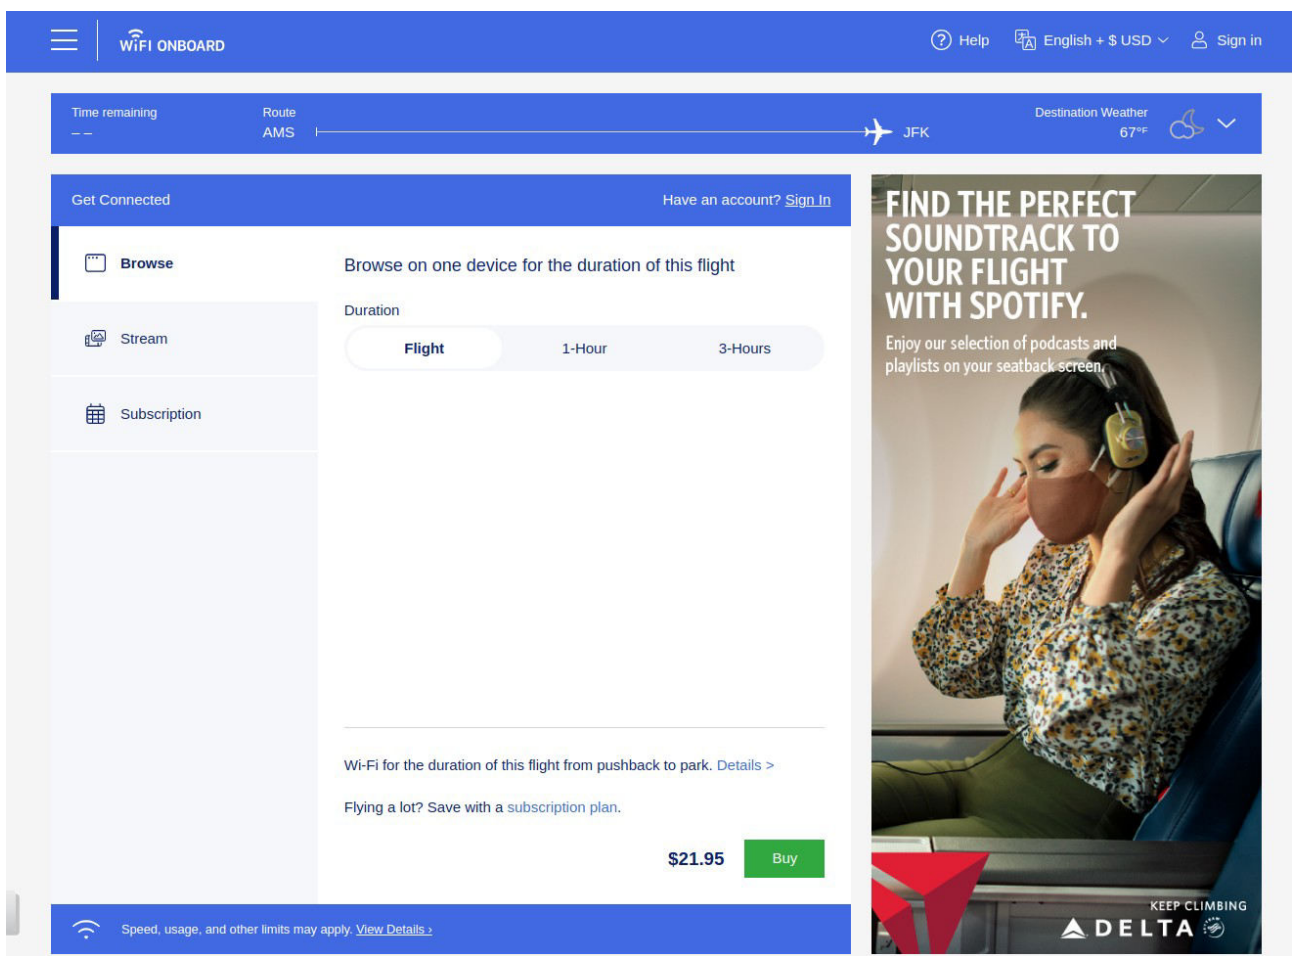 WiFI ONBOARD
Help
English + $ USD
Sign in
Time remaining
– –
Route
AMS
JFK
Destination Weather
67°F
Get Connected
Have an account? Sign In
Browse
Stream
Subscription
Browse on one device for the duration of this flight
Duration
Flight 1-Hour 3-Hours
Wi-Fi for the duration of this flight from pushback to park. Details >
Flying a lot? Save with a subscription plan.
$21.95 Buy
Speed, usage, and other limits may apply. View Details ›
FIND THE PERFECT
SOUNDTRACK TO
YOUR FLIGHT
WITH SPOTIFY.
Enjoy our selection of podcasts and
playlists on your seatback screen.
KEEP CLIMBING
DELTA